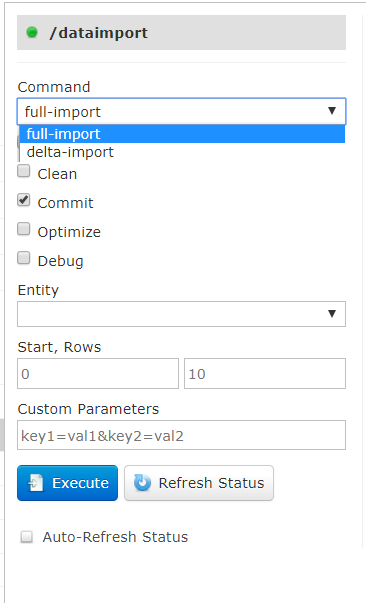 /dataimport
Command
full-import
full-import
delta-import
Clean
Commit
Optimize
Debug
Entity
Start, Rows
0 10
Custom Parameters
key1=val1&key2=val2
Execute Refresh Status
Auto-Refresh Status